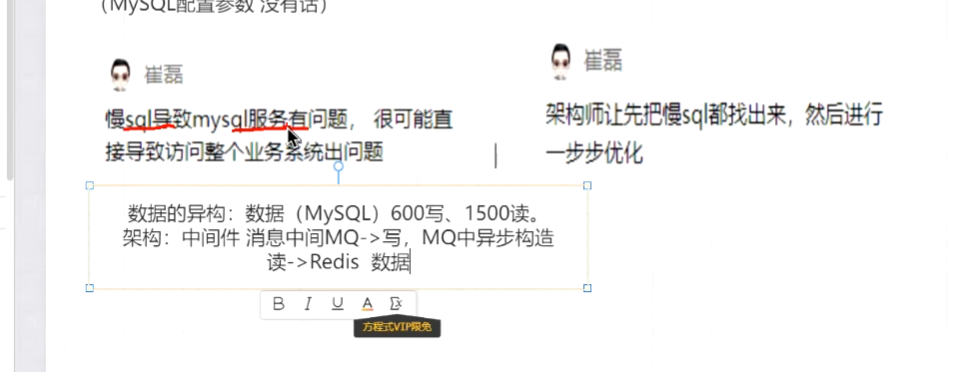 （MySQL配置参数 没有话）
崔磊
慢sql导致mysql服务有问题， 很可能直
接导致访问整个业务系统出问题
崔磊
架构师让先把慢sql都找出来，然后进行
一步步优化
数据的异构：数据（MySQL）600写、1500读。
架构：中间件 消息中间MQ->写，MQ中异步构造
读->Redis 数据
B I U A
方程式VIP限免